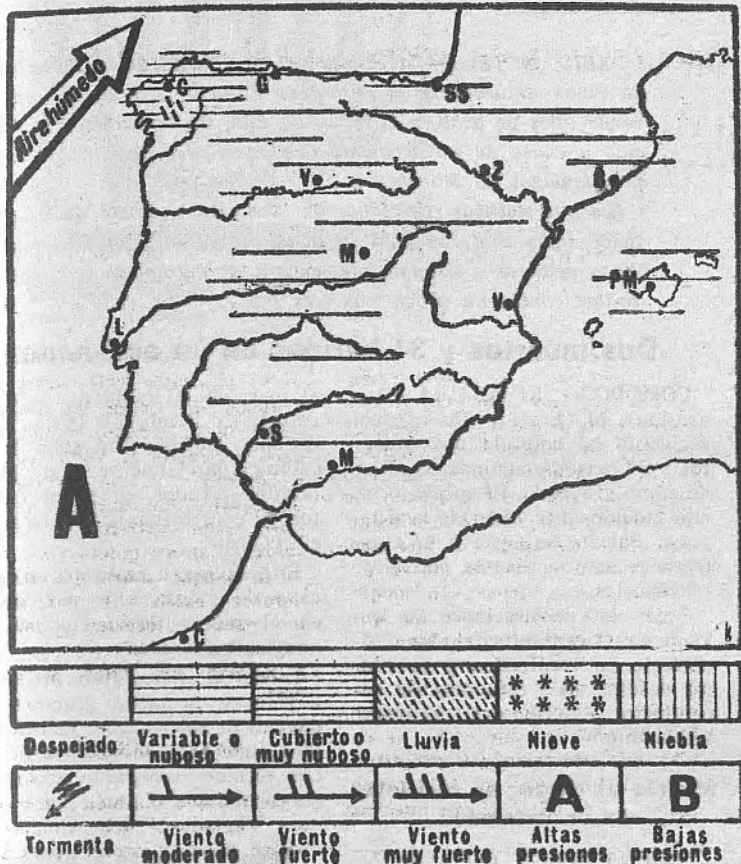 Aire húmedo
C
G
SS
Z
B
V
M
PM
V
L
S
M
A
C
Despejado
Variable o nuboso
Cubierto o muy nuboso
Lluvia
Nieve
Niebla
A
B
Tormenta
Viento moderado
Viento fuerte
Viento muy fuerte
Altas presiones
Bajas presiones